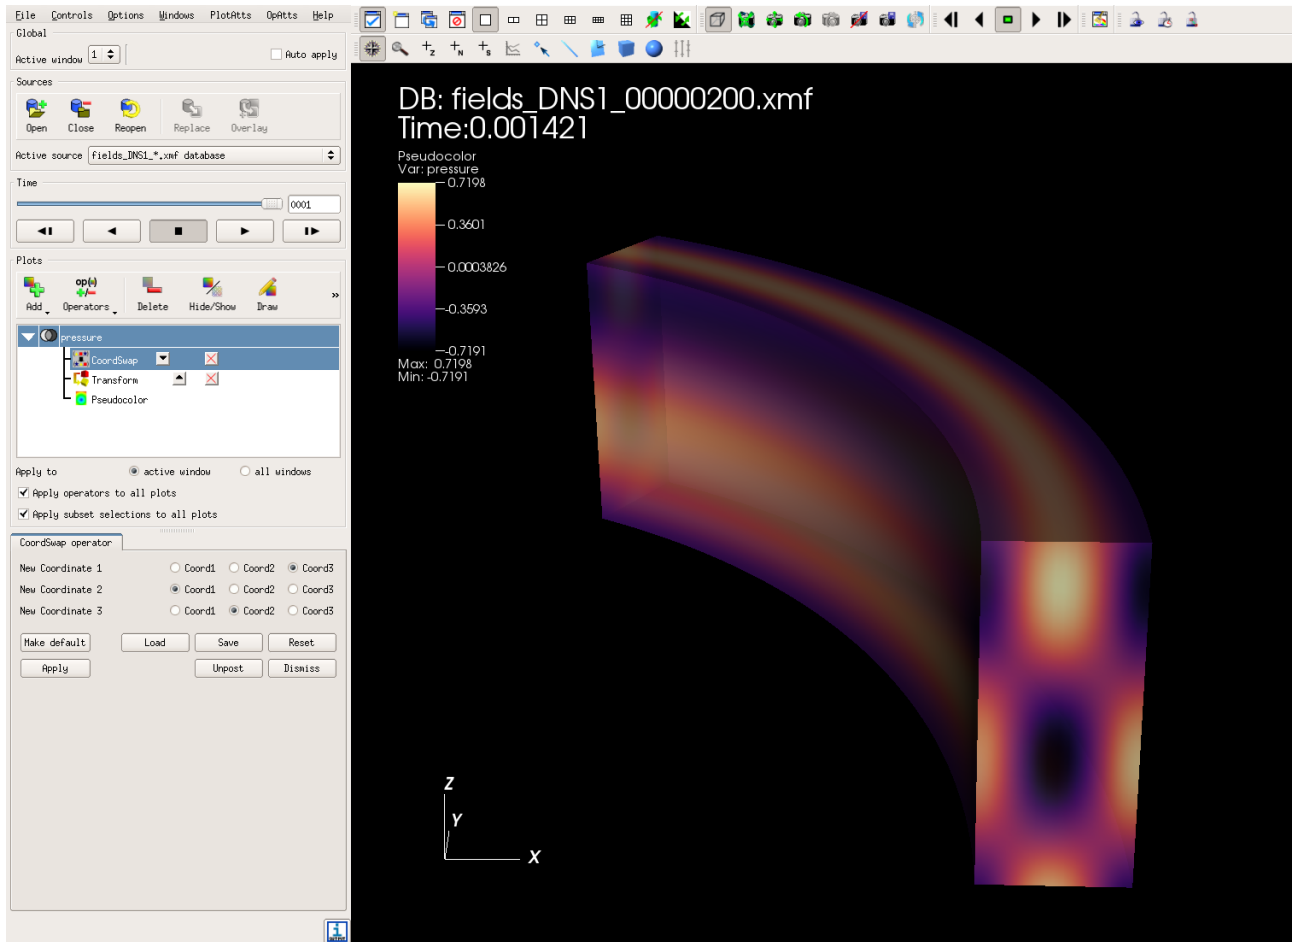 File Controls Options Windows PlotAtts OpAtts Help
Global
Active window 1 Auto apply
Sources
Open Close Reopen Replace Overlay
Active source fields_DNS1_*.xmf database
Time
0001
Plots
op(u)
Add Operators Delete Hide/Show Draw »
pressure
CoordSwap
Transform
Pseudocolor
Apply to active window all windows
Apply operators to all plots
Apply subset selections to all plots
CoordSwap operator
New Coordinate 1 Coord1 Coord2 Coord3
New Coordinate 2 Coord1 Coord2 Coord3
New Coordinate 3 Coord1 Coord2 Coord3
Make default Load Save Reset
Apply Unpost Dismiss
+z +N +s
DB: fields_DNS1_00000200.xmf
Time:0.001421
Pseudocolor
Var: pressure
0.7198
0.3601
0.0003826
-0.3593
-0.7191
Max: 0.7198
Min: -0.7191
Z
Y
X